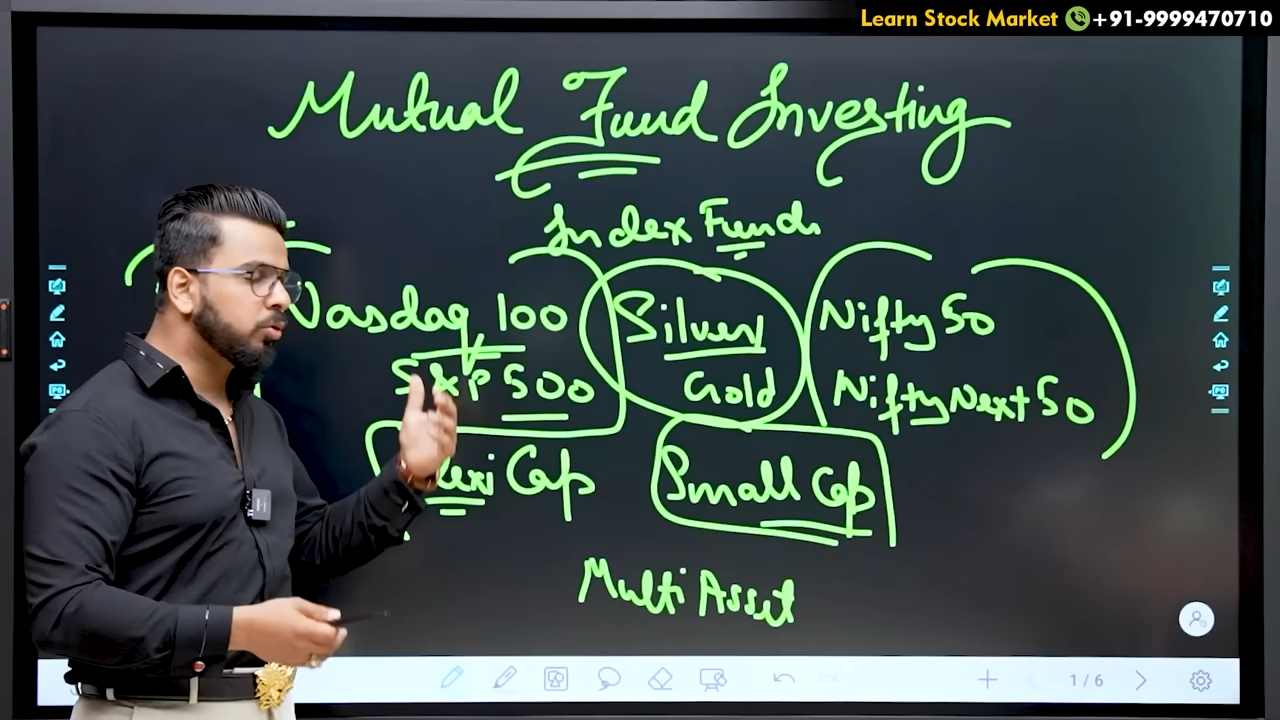 Learn Stock Market +91-9999470710
Mutual Fund Investing
Index Funds
Nasdaq 100 Silver Nifty 50
S&P 500 Gold Nifty Next 50
Cap Small Cap
Multi Asset
1 / 6